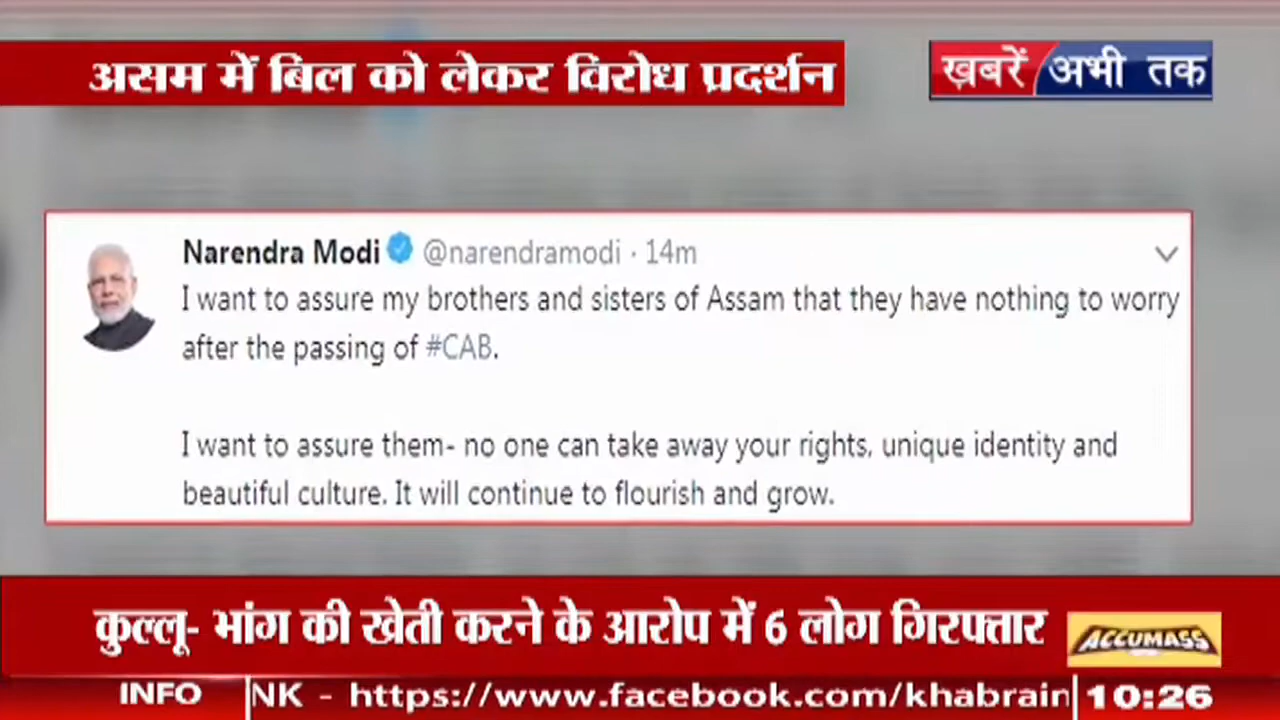 असम में बिल को लेकर विरोध प्रदर्शन
ख़बरें अभी तक
Narendra Modi @narendramodi · 14m
I want to assure my brothers and sisters of Assam that they have nothing to worry
after the passing of #CAB.
I want to assure them- no one can take away your rights, unique identity and
beautiful culture. It will continue to flourish and grow.
कुल्लू- भांग की खेती करने के आरोप में 6 लोग गिरफ्तार
ACCUMASS
INFO NK - https://www.facebook.com/khabrain 10:26